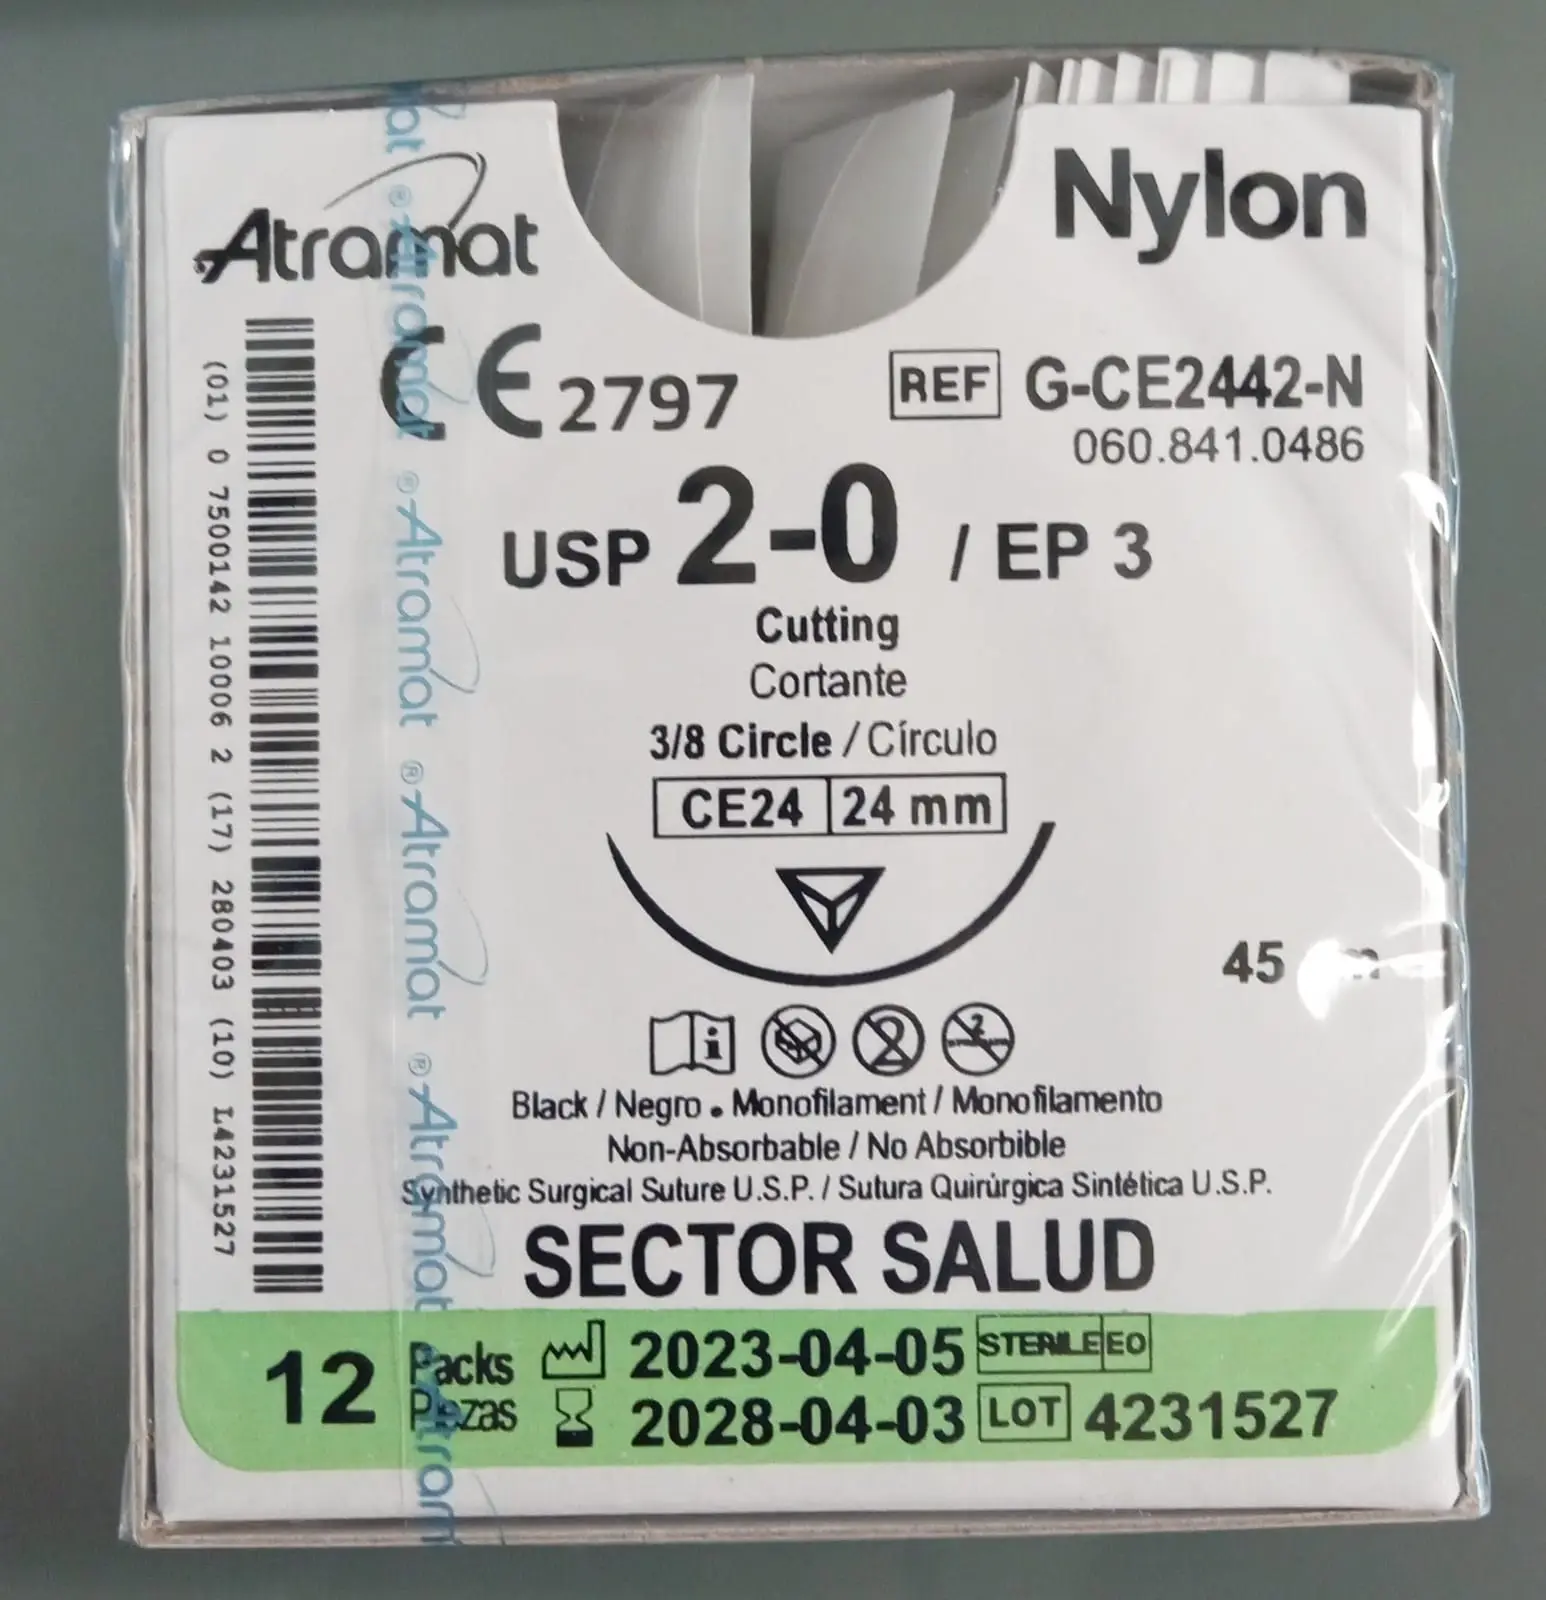 Atramat
Nylon
CE 2797
REF G-CE2442-N
060.841.0486
USP 2-0 / EP 3
Cutting
Cortante
3/8 Circle / Círculo
CE24 24 mm
45
Black / Negro . Monofilament / Monofilamento
Non-Absorbable / No Absorbible
Synthetic Surgical Suture U.S.P. / Sutura Quirúrgica Sintética U.S.P.
SECTOR SALUD
12 Packs
Piezas
2023-04-05 STERILE EO
2028-04-03 LOT 4231527
(01) 0 7500142 10006 2 (17) 280403 (10) L4231527
®Atramat
®Atramat
®Atramat
®Atramat